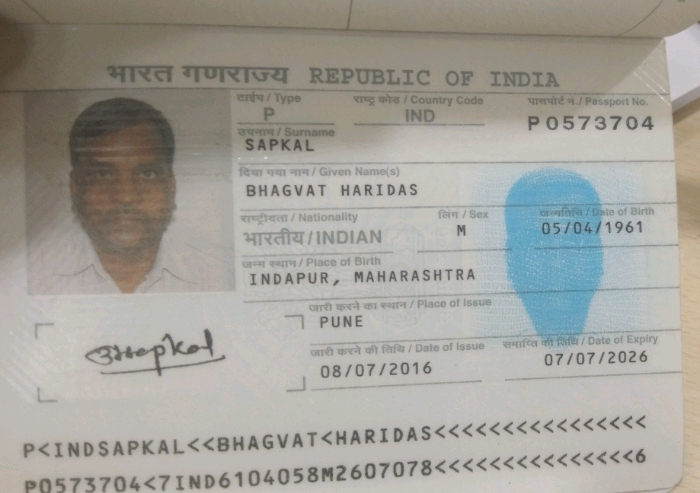 भारत गणराज्य REPUBLIC OF INDIA
टाईप / Type राष्ट्र कोड / Country Code पासपोर्ट नं. / Passport No.
P IND P0573704
उपनाम / Surname
SAPKAL
दिया गया नाम / Given Name(s)
BHAGVAT HARIDAS
राष्ट्रीयता / Nationality लिंग / Sex जन्मतिथि / Date of Birth
भारतीय / INDIAN M 05/04/1961
जन्म स्थान / Place of Birth
INDAPUR, MAHARASHTRA
जारी करने का स्थान / Place of Issue
PUNE
जारी करने की तिथि / Date of Issue समाप्ति की तिथि / Date of Expiry
08/07/2016 07/07/2026
P<INDSAPKAL<<BHAGVAT<HARIDAS<<<<<<<<<<<<<<<<
P0573704<7IND6104058M2607078<<<<<<<<<<<<<<<6